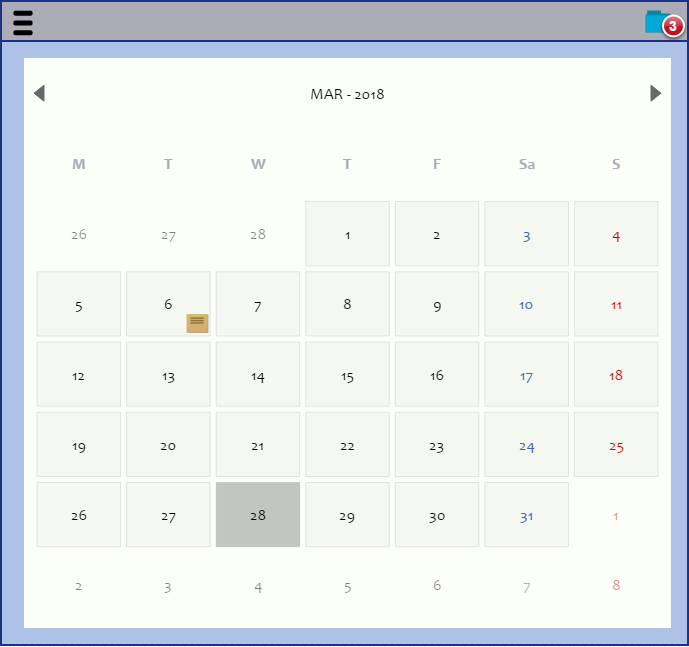 3
MAR - 2018
M T W T F Sa S
26 27 28 1 2 3 4
5 6 7 8 9 10 11
12 13 14 15 16 17 18
19 20 21 22 23 24 25
26 27 28 29 30 31 1
2 3 4 5 6 7 8